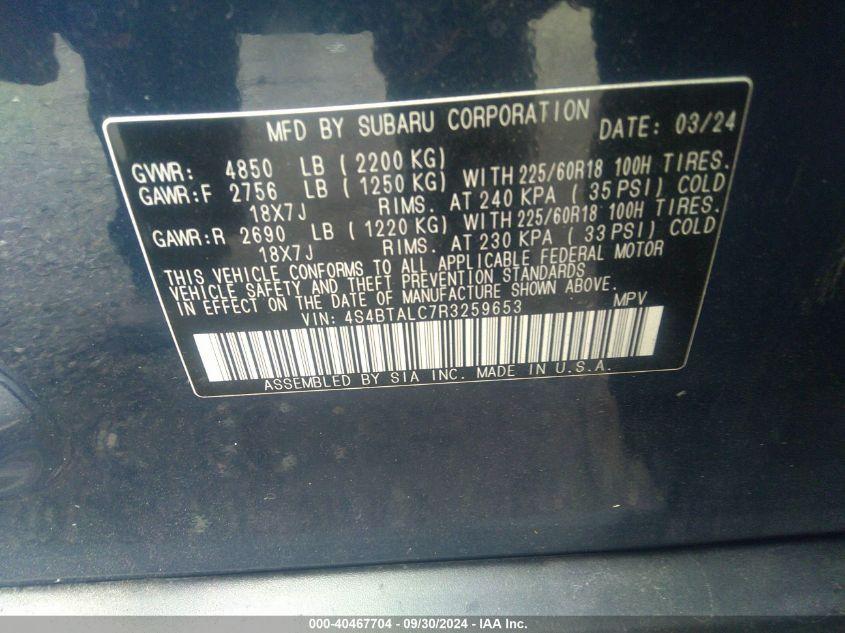 MFD BY SUBARU CORPORATION DATE: 03/24
GVWR: 4850 LB (2200 KG)
GAWR:F 2756 LB (1250 KG) WITH 225/60R18 100H TIRES.
18X7J RIMS. AT 240 KPA ( 35 PSI) COLD
GAWR:R 2690 LB ( 1220 KG) WITH 225/60R18 100H TIRES.
18X7J RIMS. AT 230 KPA ( 33 PSI) COLD
THIS VEHICLE CONFORMS TO ALL APPLICABLE FEDERAL MOTOR
VEHICLE SAFETY AND THEFT PREVENTION STANDARDS
IN EFFECT ON THE DATE OF MANUFACTURE SHOWN ABOVE.
VIN: 4S4BTALC7R3259653 MPV
ASSEMBLED BY SIA INC. MADE IN U.S.A.
000-40467704 - 09/30/2024 - IAA Inc.